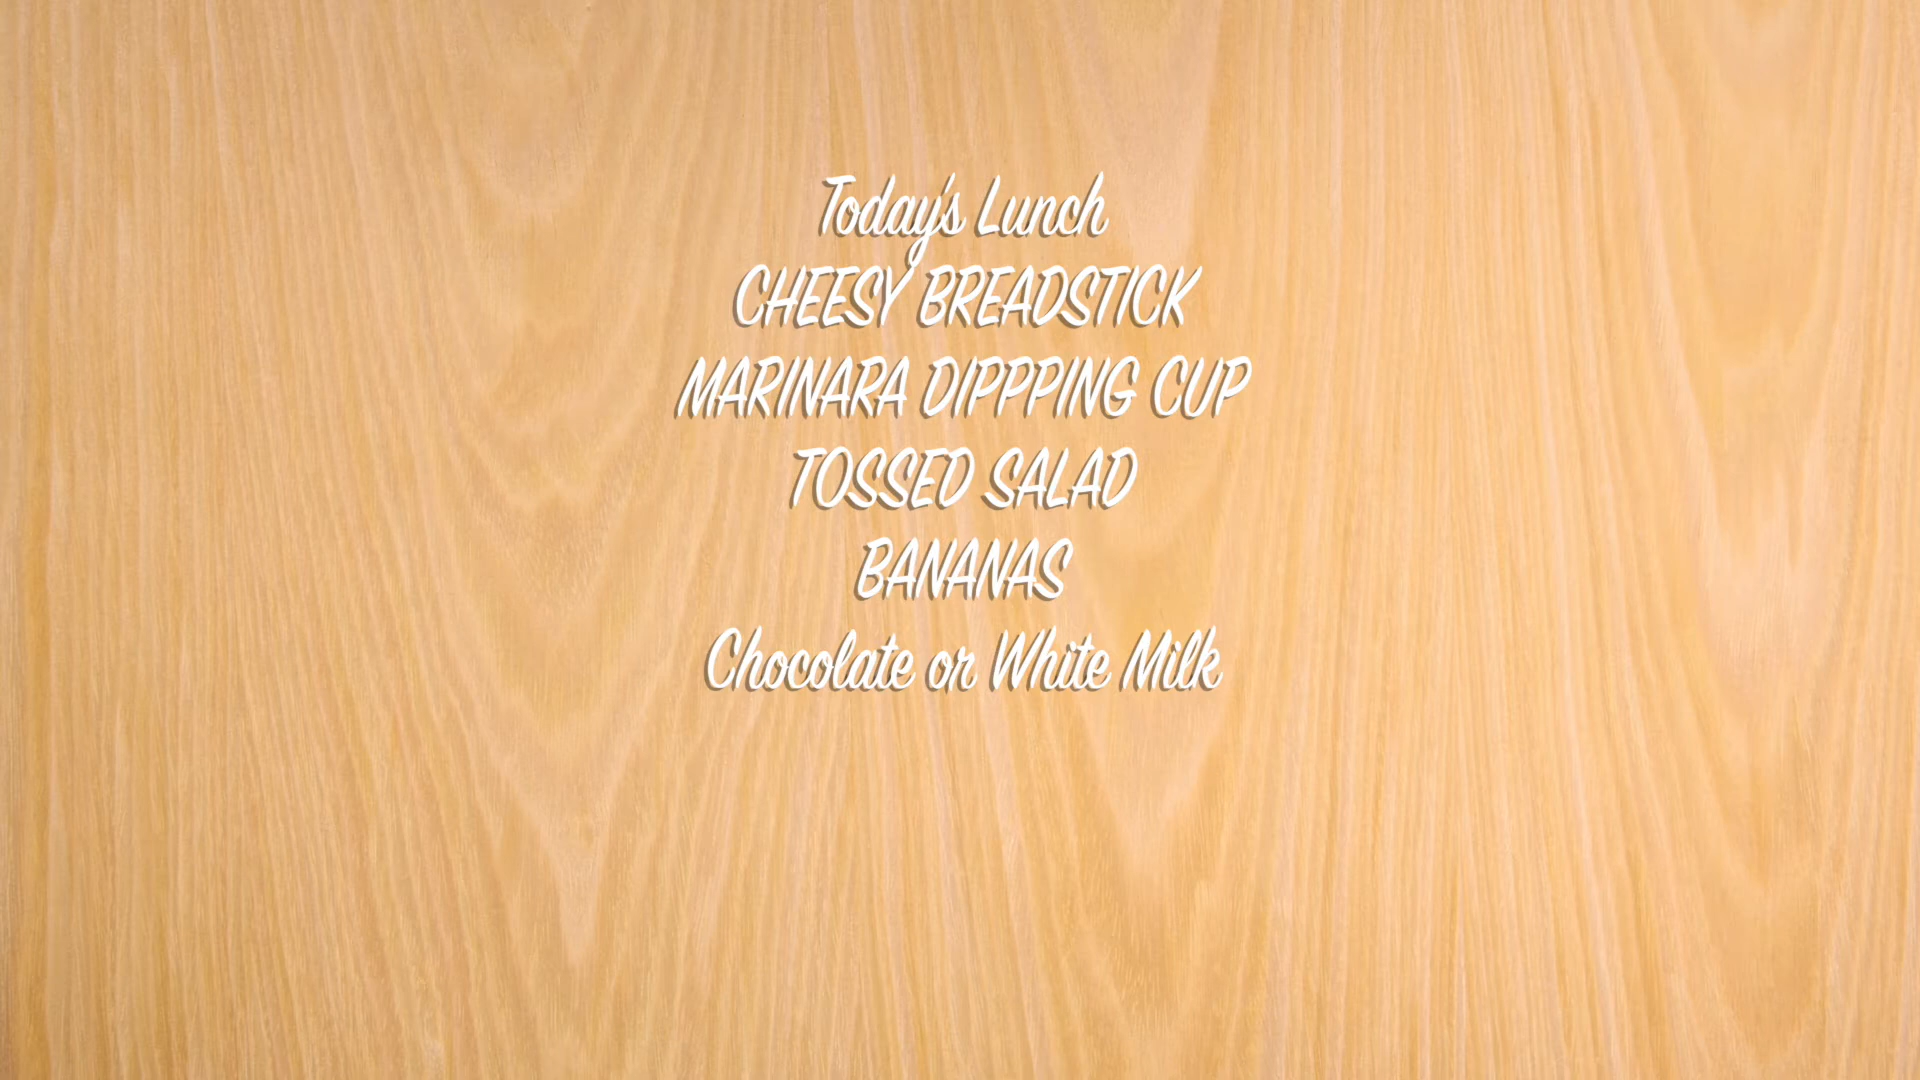 Today's Lunch
CHEESY BREADSTICK
MARINARA DIPPPING CUP
TOSSED SALAD
BANANAS
Chocolate or White Milk